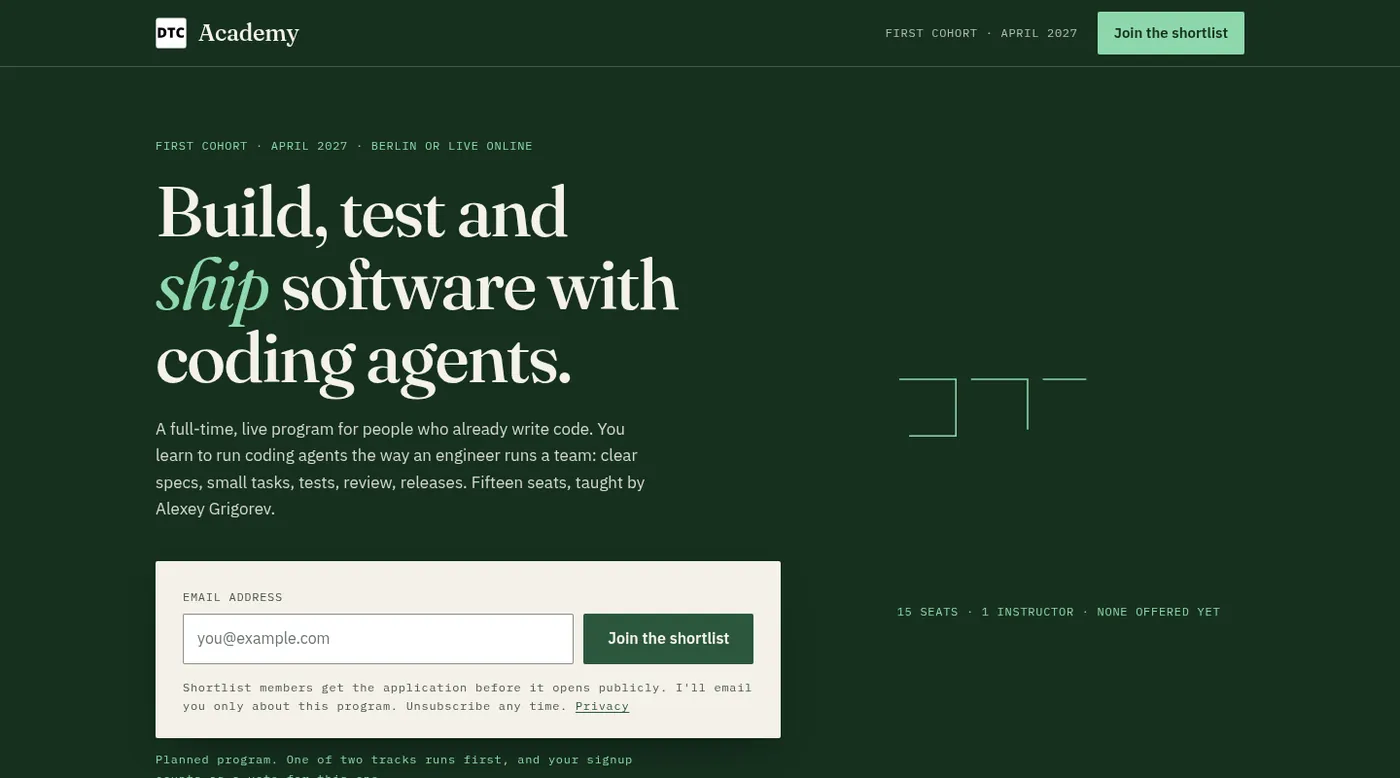 DTC Academy
FIRST COHORT · APRIL 2027
Join the shortlist
FIRST COHORT · APRIL 2027 · BERLIN OR LIVE ONLINE
Build, test and
ship software with
coding agents.
A full-time, live program for people who already write code. You
learn to run coding agents the way an engineer runs a team: clear
specs, small tasks, tests, review, releases. Fifteen seats, taught by
Alexey Grigorev.
EMAIL ADDRESS
you@example.com
Join the shortlist
Shortlist members get the application before it opens publicly. I'll email
you only about this program. Unsubscribe any time. Privacy
15 SEATS · 1 INSTRUCTOR · NONE OFFERED YET
Planned program. One of two tracks runs first, and your signup